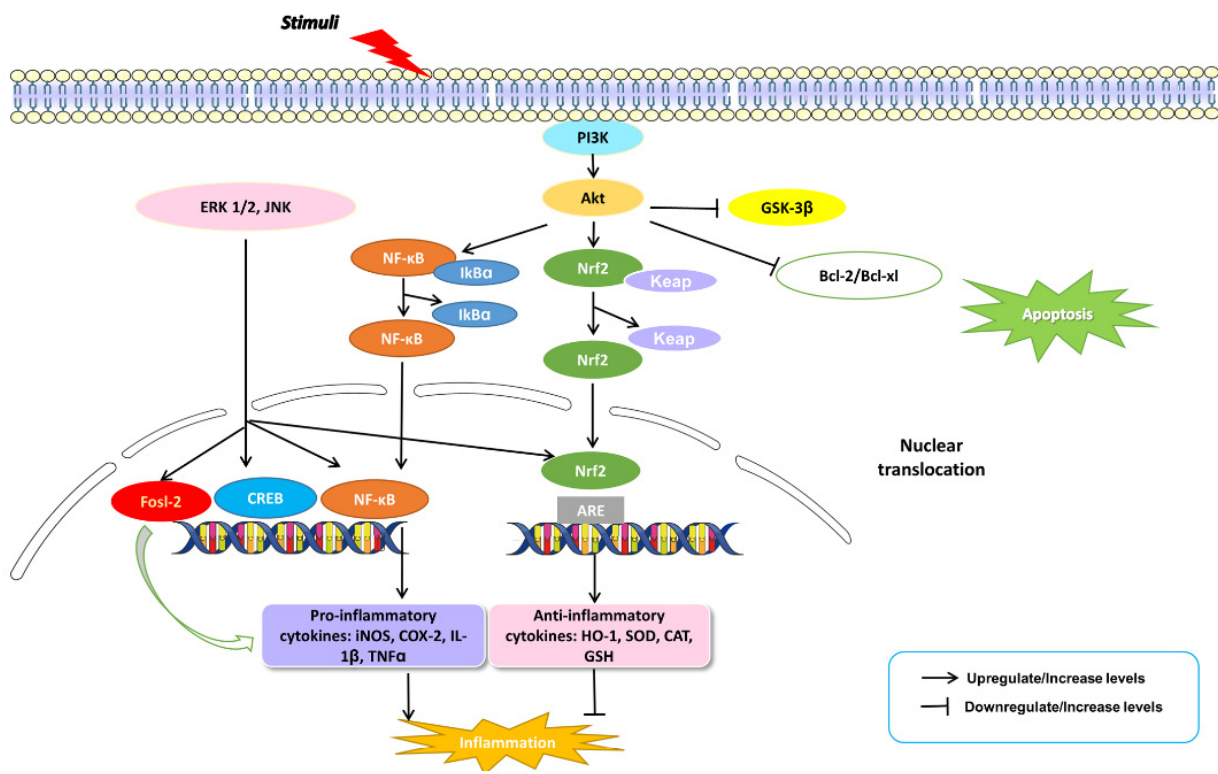 Stimuli
PI3K
Akt
ERK 1/2, JNK
GSK-3β
NF-κB
IkBα
Nrf2
Keap
Bcl-2/Bcl-xl
IkBα
NF-κB
Keap
Nrf2
Apoptosis
Nuclear
translocation
Nrf2
Fosl-2
CREB
NF-κB
ARE
Pro-inflammatory
cytokines: iNOS, COX-2, IL-
1β, TNFα
Anti-inflammatory
cytokines: HO-1, SOD, CAT,
GSH
Upregulate/Increase levels
Downregulate/Increase levels
Inflammation